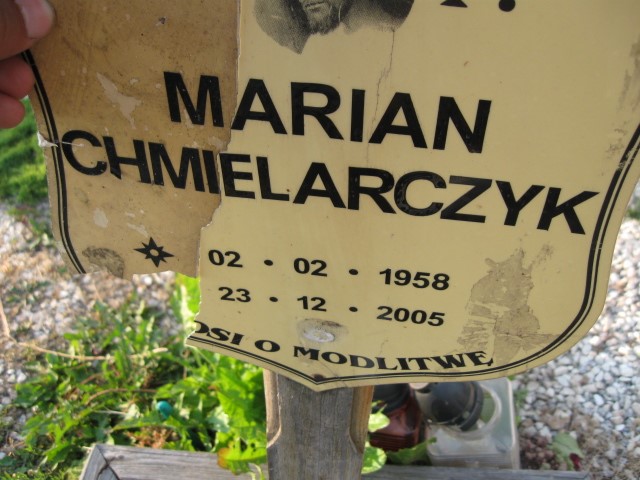 MARIAN
CHMIELARCZYK
02 • 02 • 1958
23 • 12 • 2005
OSI O MODLITWĘ